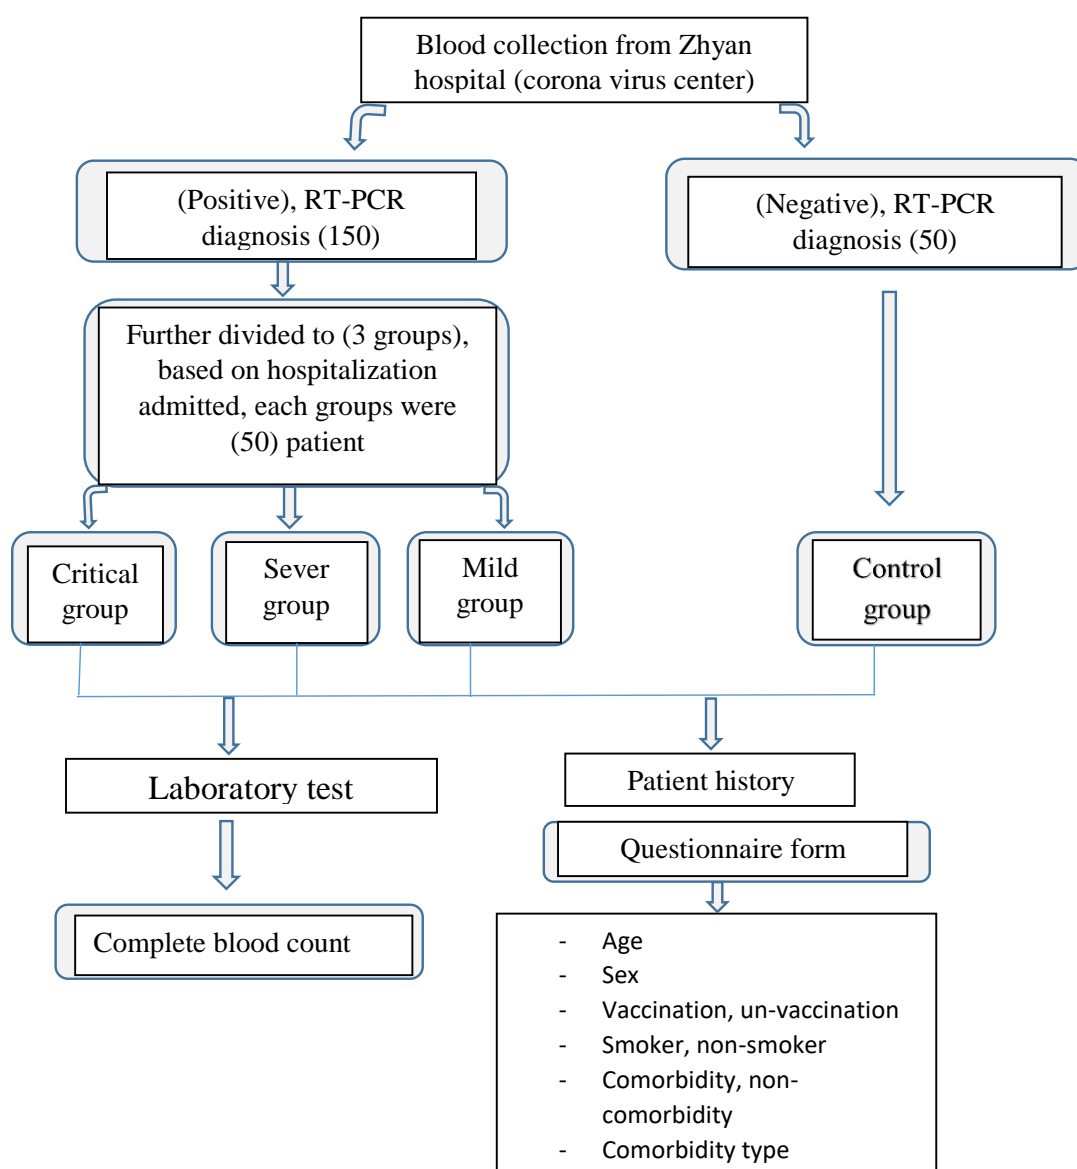 Blood collection from Zhyan
hospital (corona virus center)
(Positive), RT-PCR
diagnosis (150)
(Negative), RT-PCR
diagnosis (50)
Further divided to (3 groups),
based on hospitalization
admitted, each groups were
(50) patient
Critical
group
Sever
group
Mild
group
Control
group
Laboratory test
Patient history
Questionnaire form
Complete blood count
- Age
- Sex
- Vaccination, un-vaccination
- Smoker, non-smoker
- Comorbidity, non-
comorbidity
- Comorbidity type